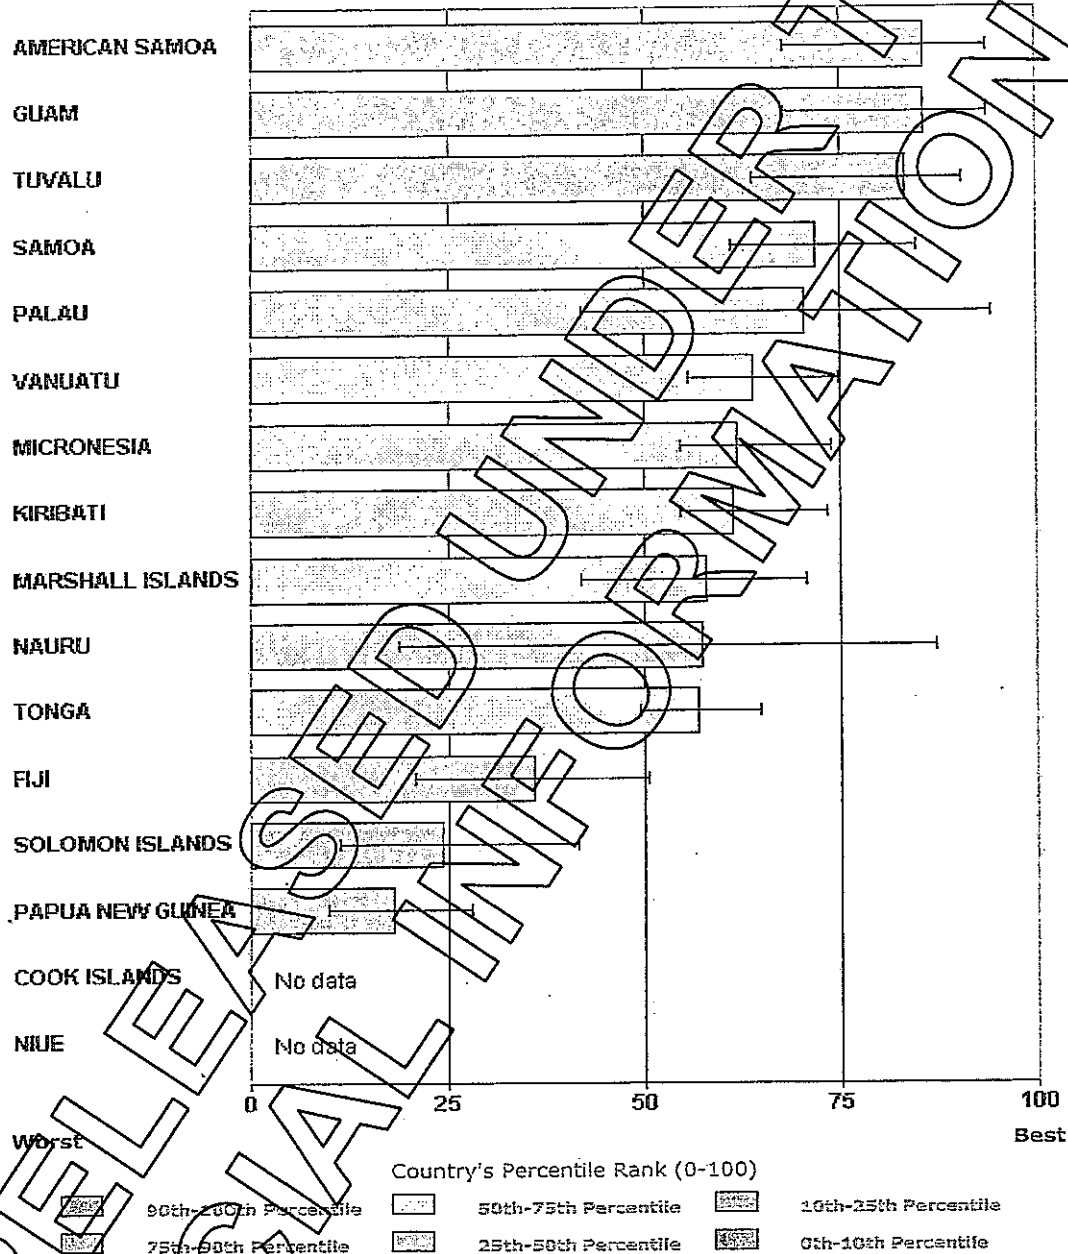 AMERICAN SAMOA
GUAM
TUVALU
SAMOA
PALAU
VANUATU
MICRONESIA
KIRIBATI
MARSHALL ISLANDS
NAURU
TONGA
FIJI
SOLOMON ISLANDS
PAPUA NEW GUINEA
COOK ISLANDS No data
NIUE No data
0 25 50 75 100
Worst Best
Country's Percentile Rank (0-100)
90th-100th Percentile 50th-75th Percentile 10th-25th Percentile
75th-90th Percentile 25th-50th Percentile 0th-10th Percentile
ELEASED UNDER T
CIAL INFORMATION